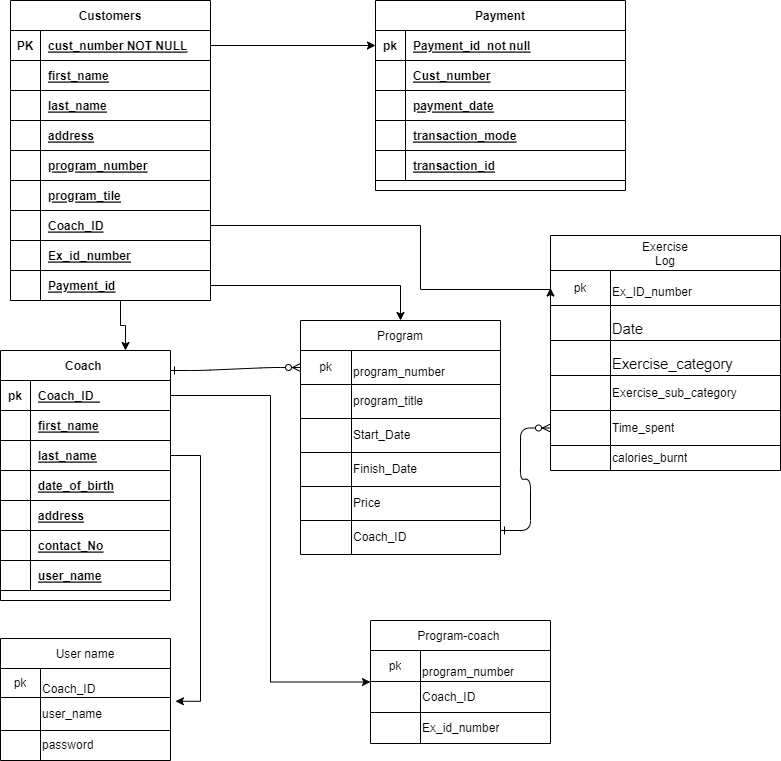 Customers
PK cust_number NOT NULL
first_name
last_name
address
program_number
program_tile
Coach_ID
Ex_id_number
Payment_id
Payment
pk Payment_id not null
Cust_number
payment_date
transaction_mode
transaction_id
Exercise
Log
pk Ex_ID_number
Date
Exercise_category
Exercise_sub_category
Time_spent
calories_burnt
Coach
pk Coach_ID
first_name
last_name
date_of_birth
address
contact_No
user_name
Program
pk program_number
program_title
Start_Date
Finish_Date
Price
Coach_ID
User name
pk Coach_ID
user_name
password
Program-coach
pk program_number
Coach_ID
Ex_id_number